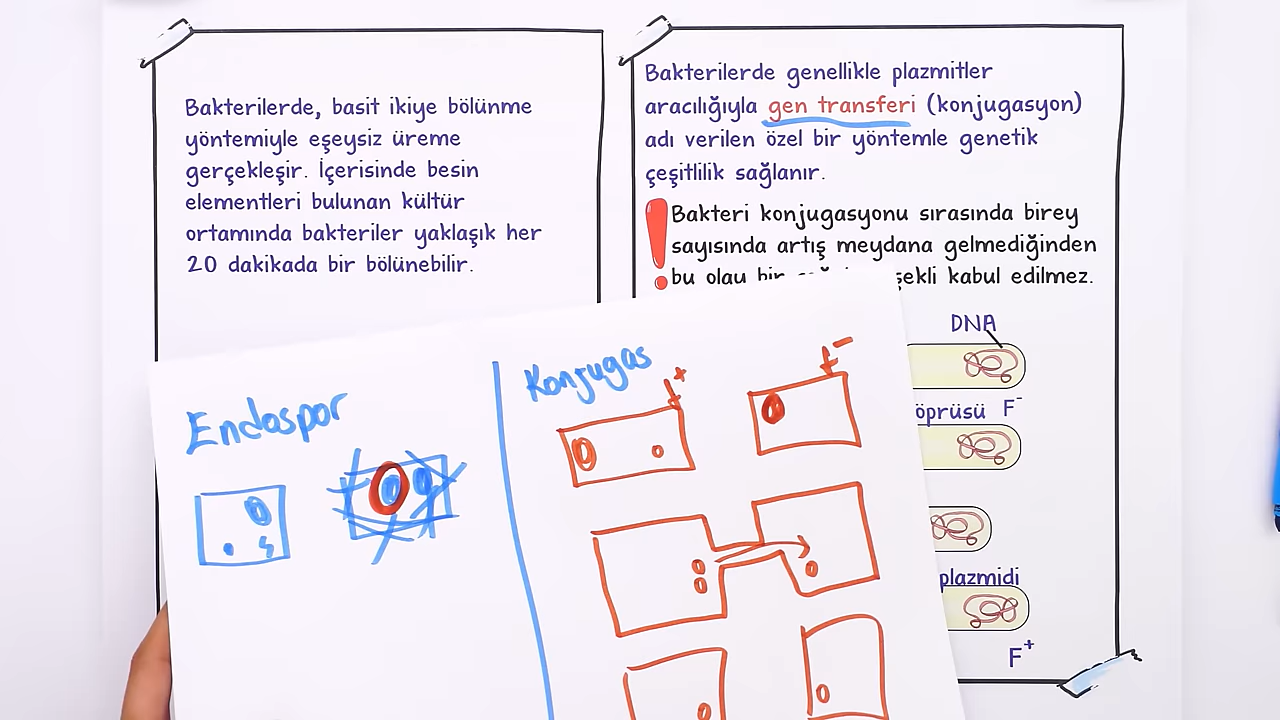 Bakterilerde, basit ikiye bölünme
yöntemiyle eşeysiz üreme
gerçekleşir. İçerisinde besin
elementleri bulunan kültür
ortamında bakteriler yaklaşık her
20 dakikada bir bölünebilir.
Bakterilerde genellikle plazmitler
aracılığıyla gen transferi (konjugasyon)
adı verilen özel bir yöntemle genetik
çeşitlilik sağlanır.
Bakteri konjugasyonu sırasında birey
sayısında artış meydana gelmediğinden
bu olay bir şekli kabul edilmez.
DNA
öprüsü F-
plazmidi
F+
Endospor
Konjugas
f+
f-